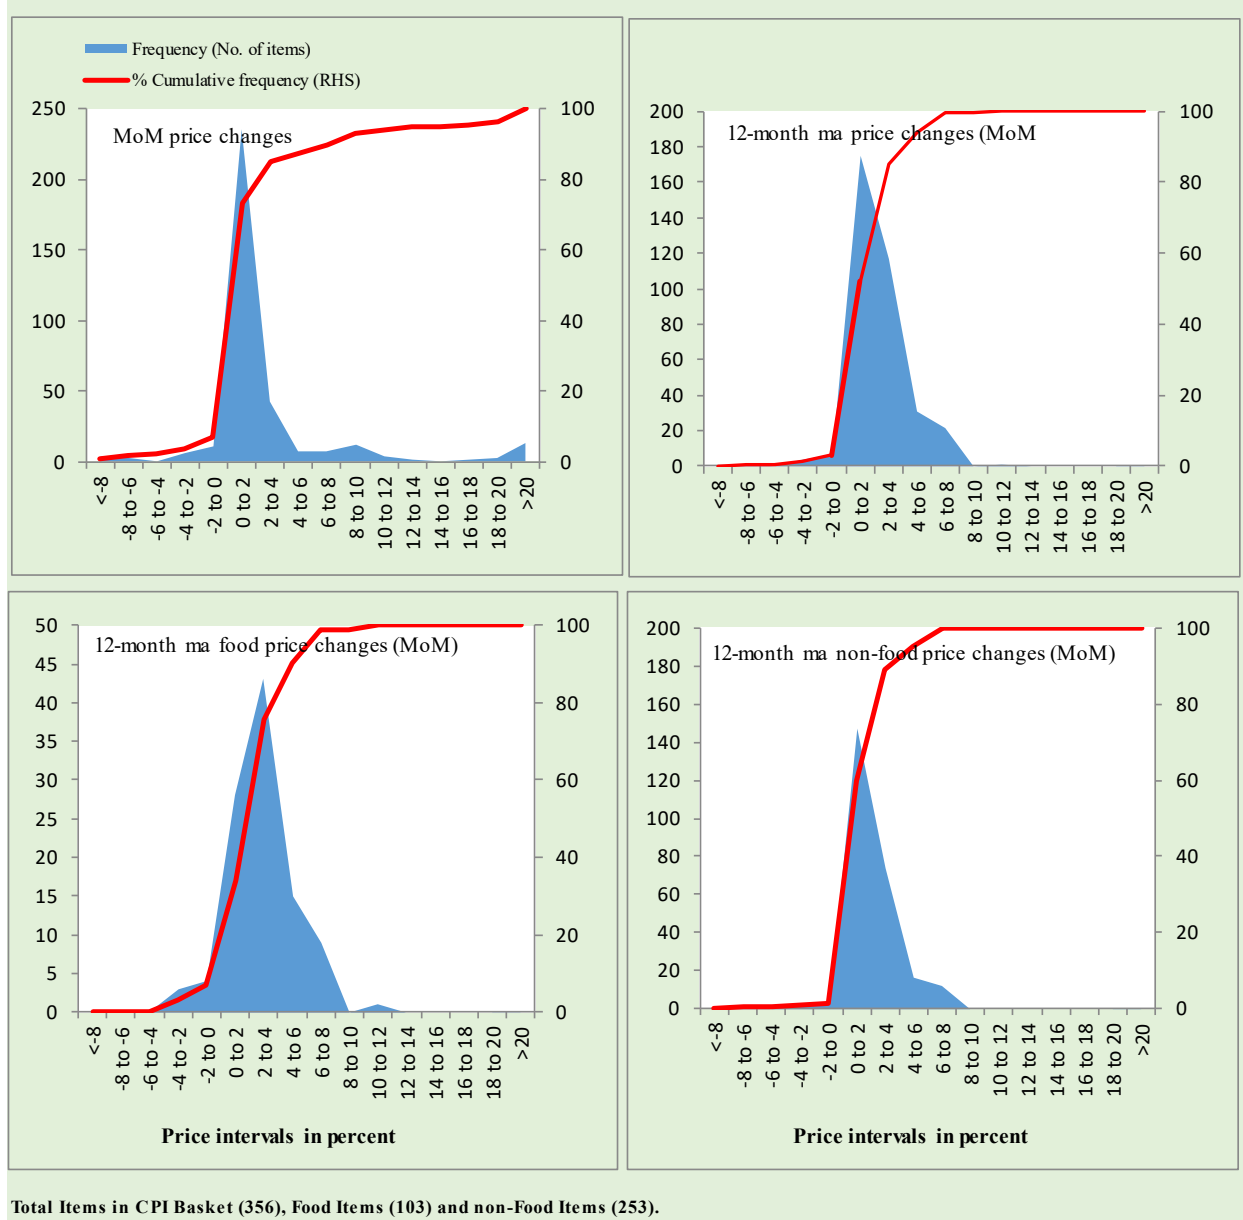 Frequency (No. of items)
% Cumulative frequency (RHS)
MoM price changes
250
200
150
100
50
0
100
80
60
40
20
0
<-8
-8 to -6
-6 to -4
-4 to -2
-2 to 0
0 to 2
2 to 4
4 to 6
6 to 8
8 to 10
10 to 12
12 to 14
14 to 16
16 to 18
18 to 20
>20
12-month ma price changes (MoM
200
180
160
140
120
100
80
60
40
20
0
100
80
60
40
20
0
<-8
-8 to -6
-6 to -4
-4 to -2
-2 to 0
0 to 2
2 to 4
4 to 6
6 to 8
8 to 10
10 to 12
12 to 14
14 to 16
16 to 18
18 to 20
>20
12-month ma food price changes (MoM)
50
45
40
35
30
25
20
15
10
5
0
100
80
60
40
20
0
<-8
-8 to -6
-6 to -4
-4 to -2
-2 to 0
0 to 2
2 to 4
4 to 6
6 to 8
8 to 10
10 to 12
12 to 14
14 to 16
16 to 18
18 to 20
>20
Price intervals in percent
12-month ma non-food price changes (MoM)
200
180
160
140
120
100
80
60
40
20
0
100
80
60
40
20
0
<-8
-8 to -6
-6 to -4
-4 to -2
-2 to 0
0 to 2
2 to 4
4 to 6
6 to 8
8 to 10
10 to 12
12 to 14
14 to 16
16 to 18
18 to 20
>20
Price intervals in percent
Total Items in CPI Basket (356), Food Items (103) and non-Food Items (253).